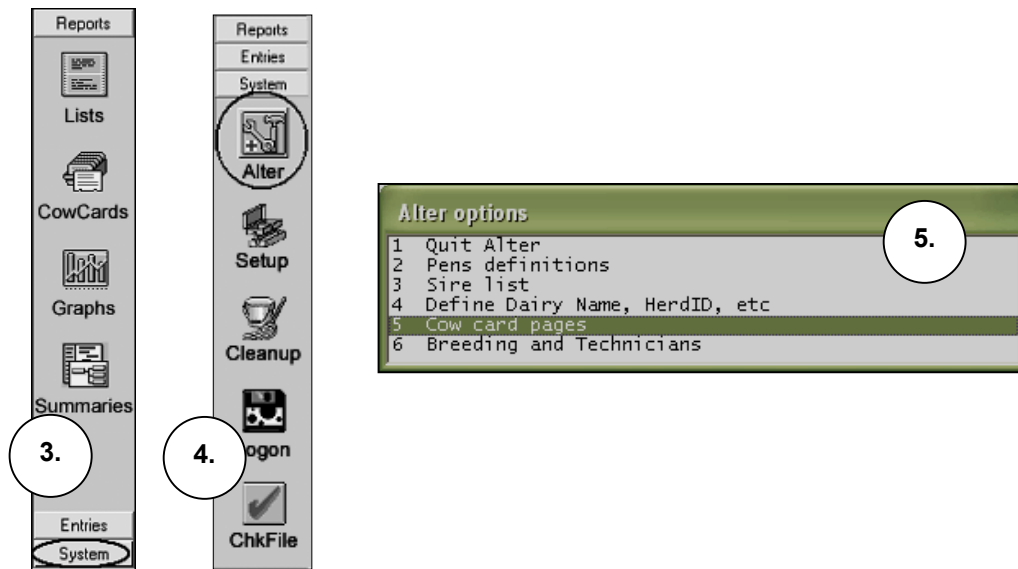 Reports
Lists
CowCards
Graphs
Summaries
3.
Entries
System
Reports
Entries
System
Alter
Setup
Cleanup
4.
ogon
ChkFile
Alter options
5.
1 Quit Alter
2 Pens definitions
3 Sire list
4 Define Dairy Name, HerdID, etc
5 Cow card pages
6 Breeding and Technicians